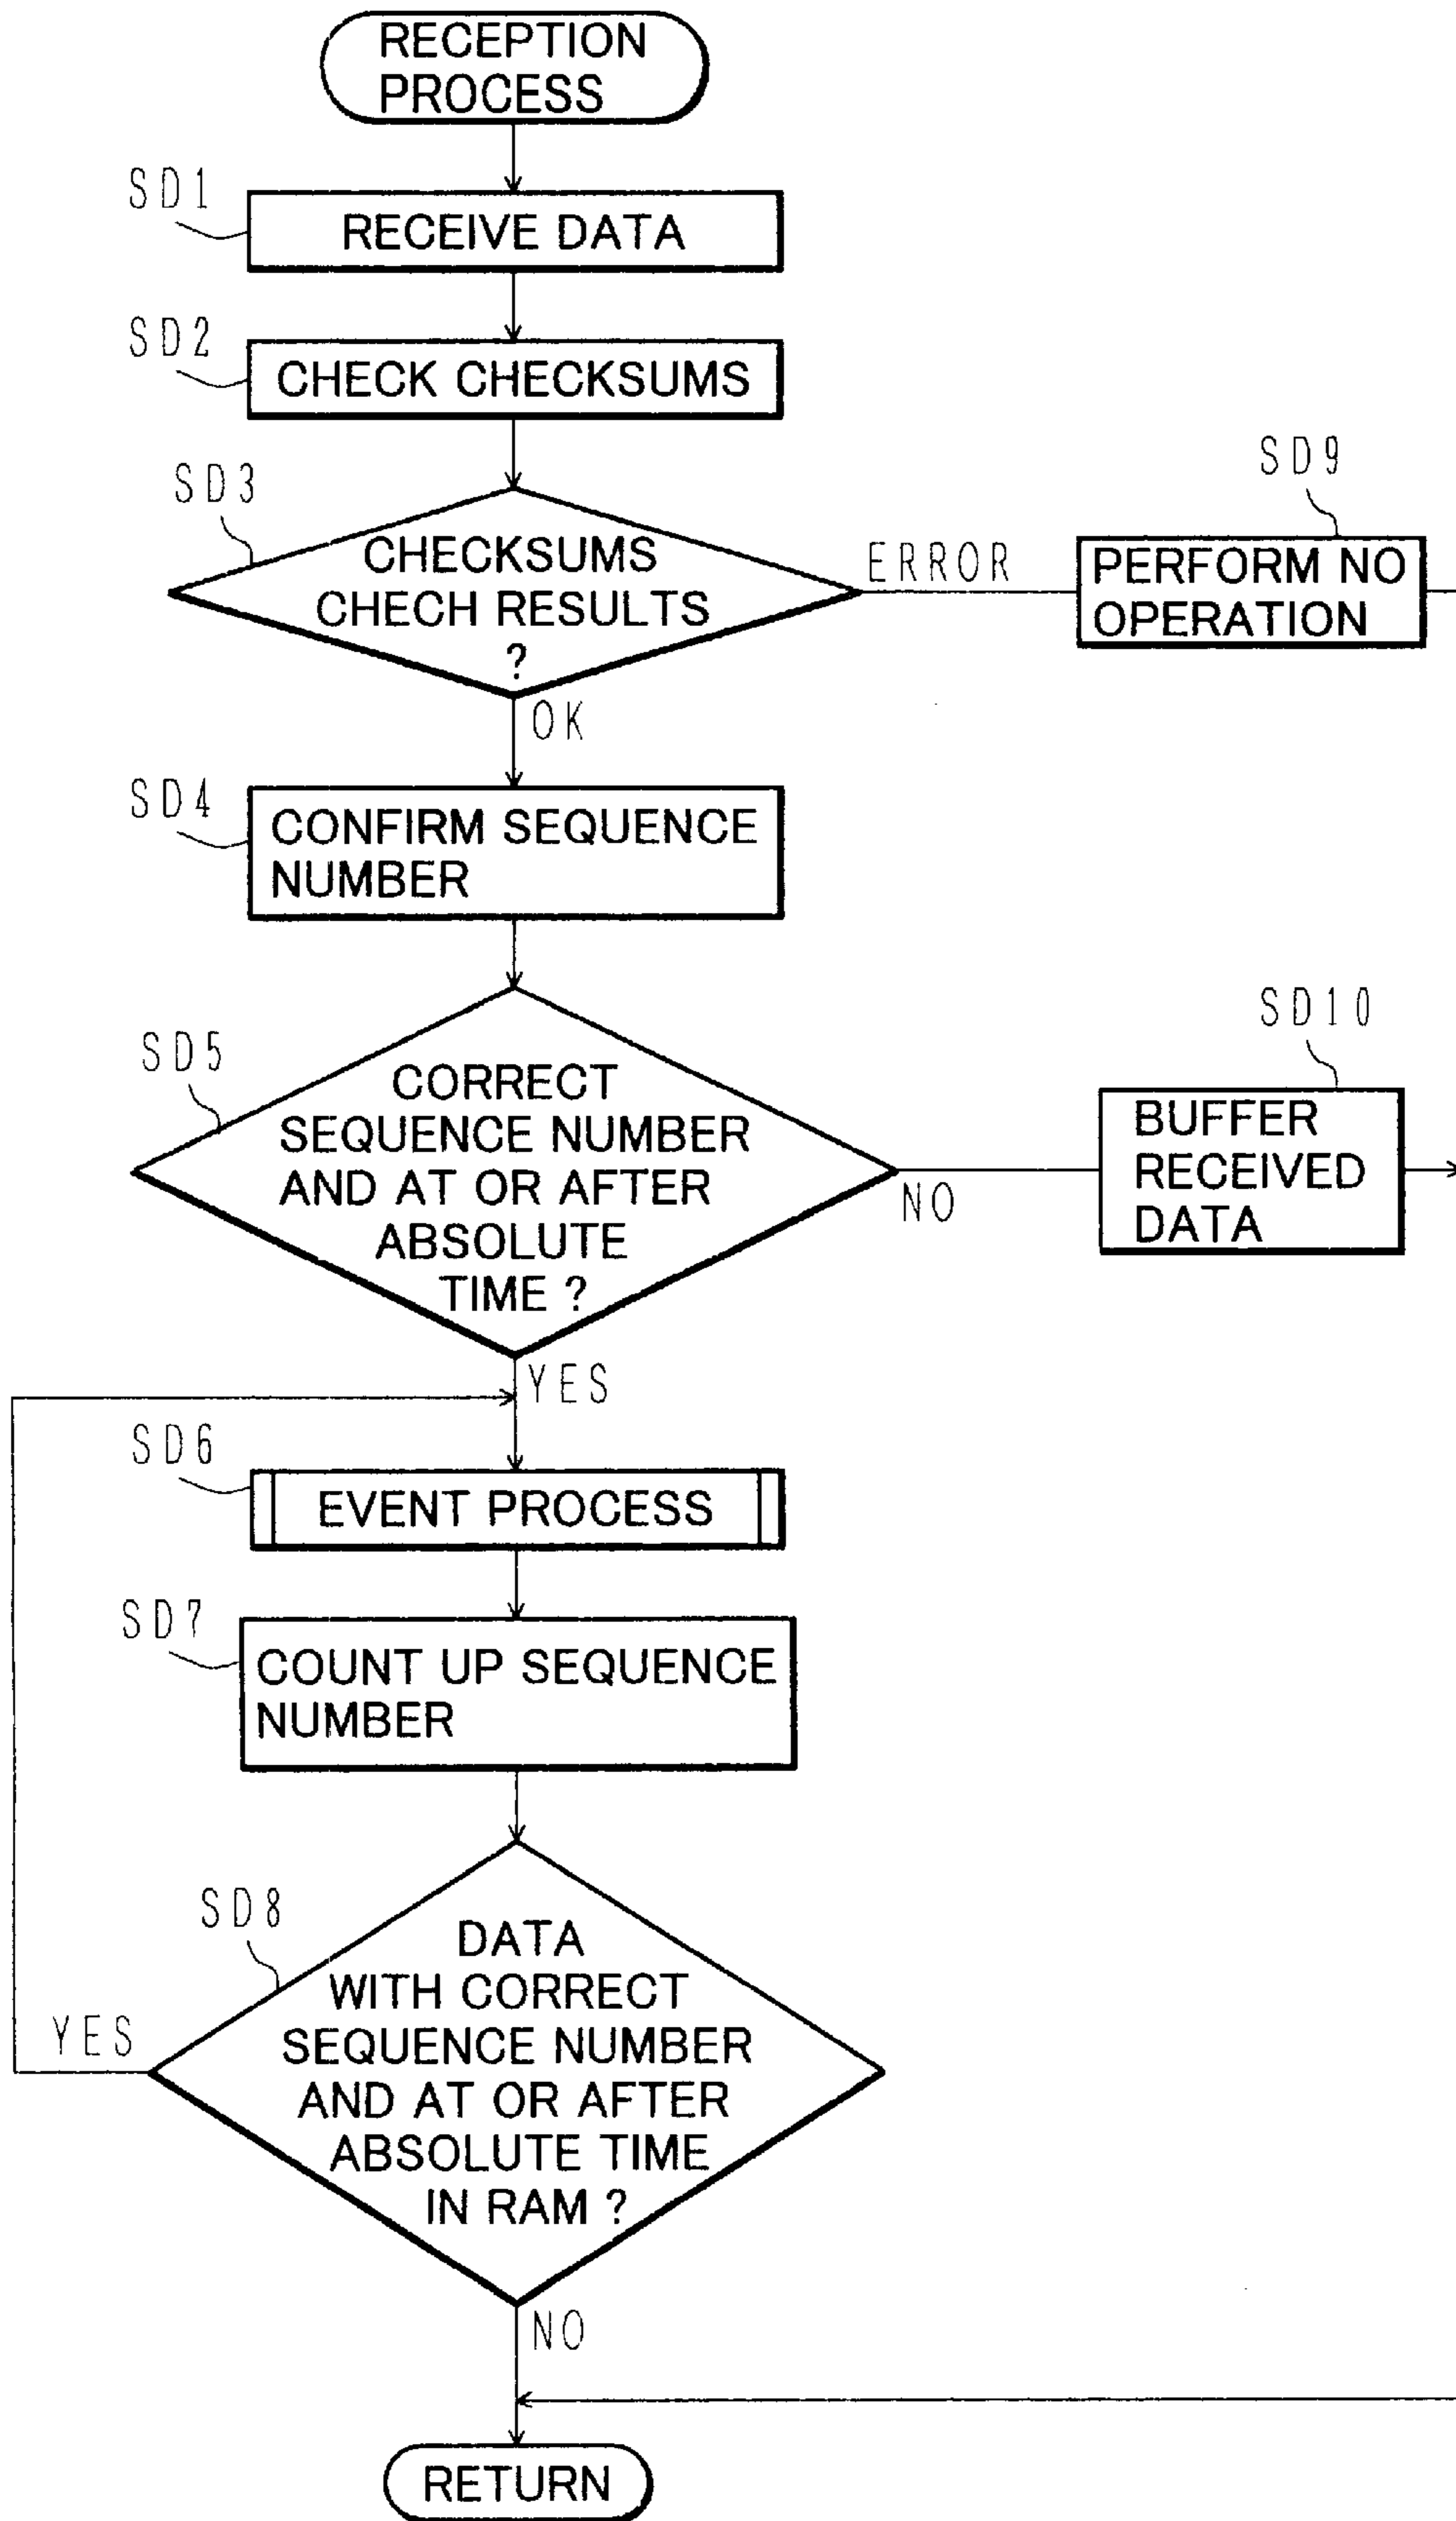 RECEPTION
PROCESS
SD1
RECEIVE DATA
SD2
CHECK CHECKSUMS
SD3
CHECKSUMS
CHECH RESULTS
?
ERROR
SD9
PERFORM NO
OPERATION
OK
SD4
CONFIRM SEQUENCE
NUMBER
SD5
CORRECT
SEQUENCE NUMBER
AND AT OR AFTER
ABSOLUTE
TIME ?
NO
SD10
BUFFER
RECEIVED
DATA
YES
SD6
EVENT PROCESS
SD7
COUNT UP SEQUENCE
NUMBER
SD8
DATA
WITH CORRECT
SEQUENCE NUMBER
AND AT OR AFTER
ABSOLUTE TIME
IN RAM ?
YES
NO
RETURN